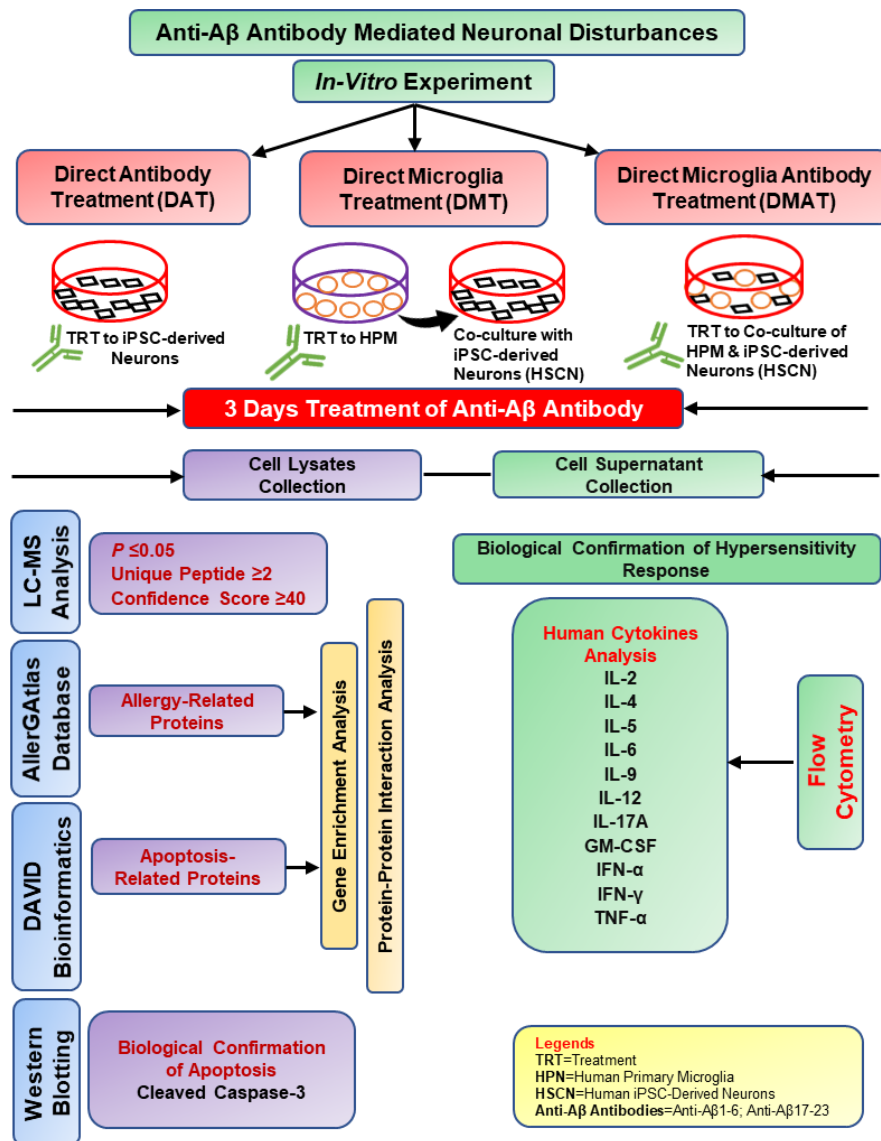 Anti-Aβ Antibody Mediated Neuronal Disturbances
In-Vitro Experiment
Direct Antibody
Treatment (DAT)
Direct Microglia
Treatment (DMT)
Direct Microglia Antibody
Treatment (DMAT)
TRT to iPSC-derived
Neurons
TRT to HPM
Co-culture with
iPSC-derived
Neurons (HSCN)
TRT to Co-culture of
HPM & iPSC-derived
Neurons (HSCN)
3 Days Treatment of Anti-Aβ Antibody
Cell Lysates
Collection
Cell Supernatant
Collection
LC-MS
Analysis
P ≤0.05
Unique Peptide ≥2
Confidence Score ≥40
AllerGAtlas
Database
Allergy-Related
Proteins
DAVID
Bioinformatics
Apoptosis-
Related Proteins
Gene Enrichment Analysis
Protein-Protein Interaction Analysis
Western
Blotting
Biological Confirmation
of Apoptosis
Cleaved Caspase-3
Biological Confirmation of Hypersensitivity
Response
Human Cytokines
Analysis
IL-2
IL-4
IL-5
IL-6
IL-9
IL-12
IL-17A
GM-CSF
IFN-α
IFN-γ
TNF-α
Flow
Cytometry
Legends
TRT=Treatment
HPN=Human Primary Microglia
HSCN=Human iPSC-Derived Neurons
Anti-Aβ Antibodies=Anti-Aβ1-6; Anti-Aβ17-23